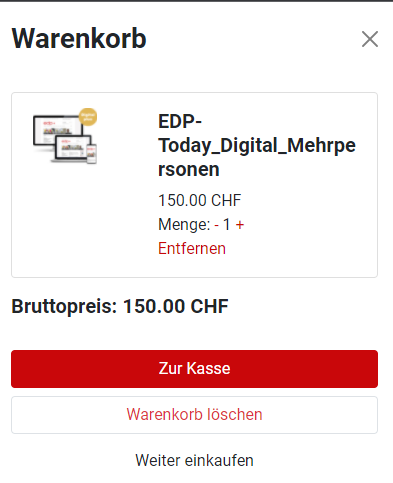 Warenkorb
EDP-
Today_Digital_Mehrpe
rsonen
150.00 CHF
Menge: - 1 +
Entfernen
Bruttopreis: 150.00 CHF
Zur Kasse
Warenkorb löschen
Weiter einkaufen